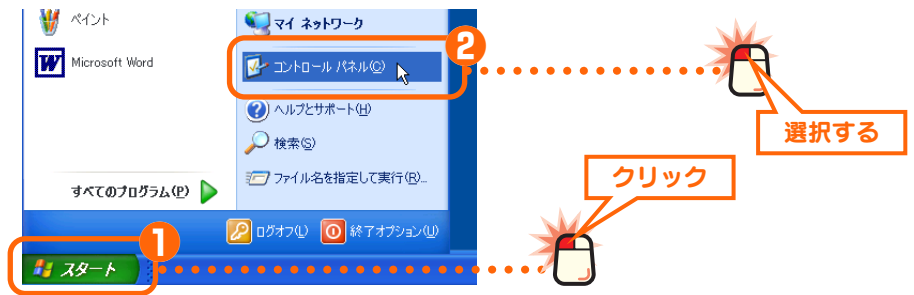 ペイント
マイ ネットワーク
2
Microsoft Word
コントロール パネル(C)
選択する
ヘルプとサポート(H)
検索(S)
クリック
すべてのプログラム(P)
ファイル名を指定して実行(R)...
ログオフ(L)
終了オプション(U)
1
スタート